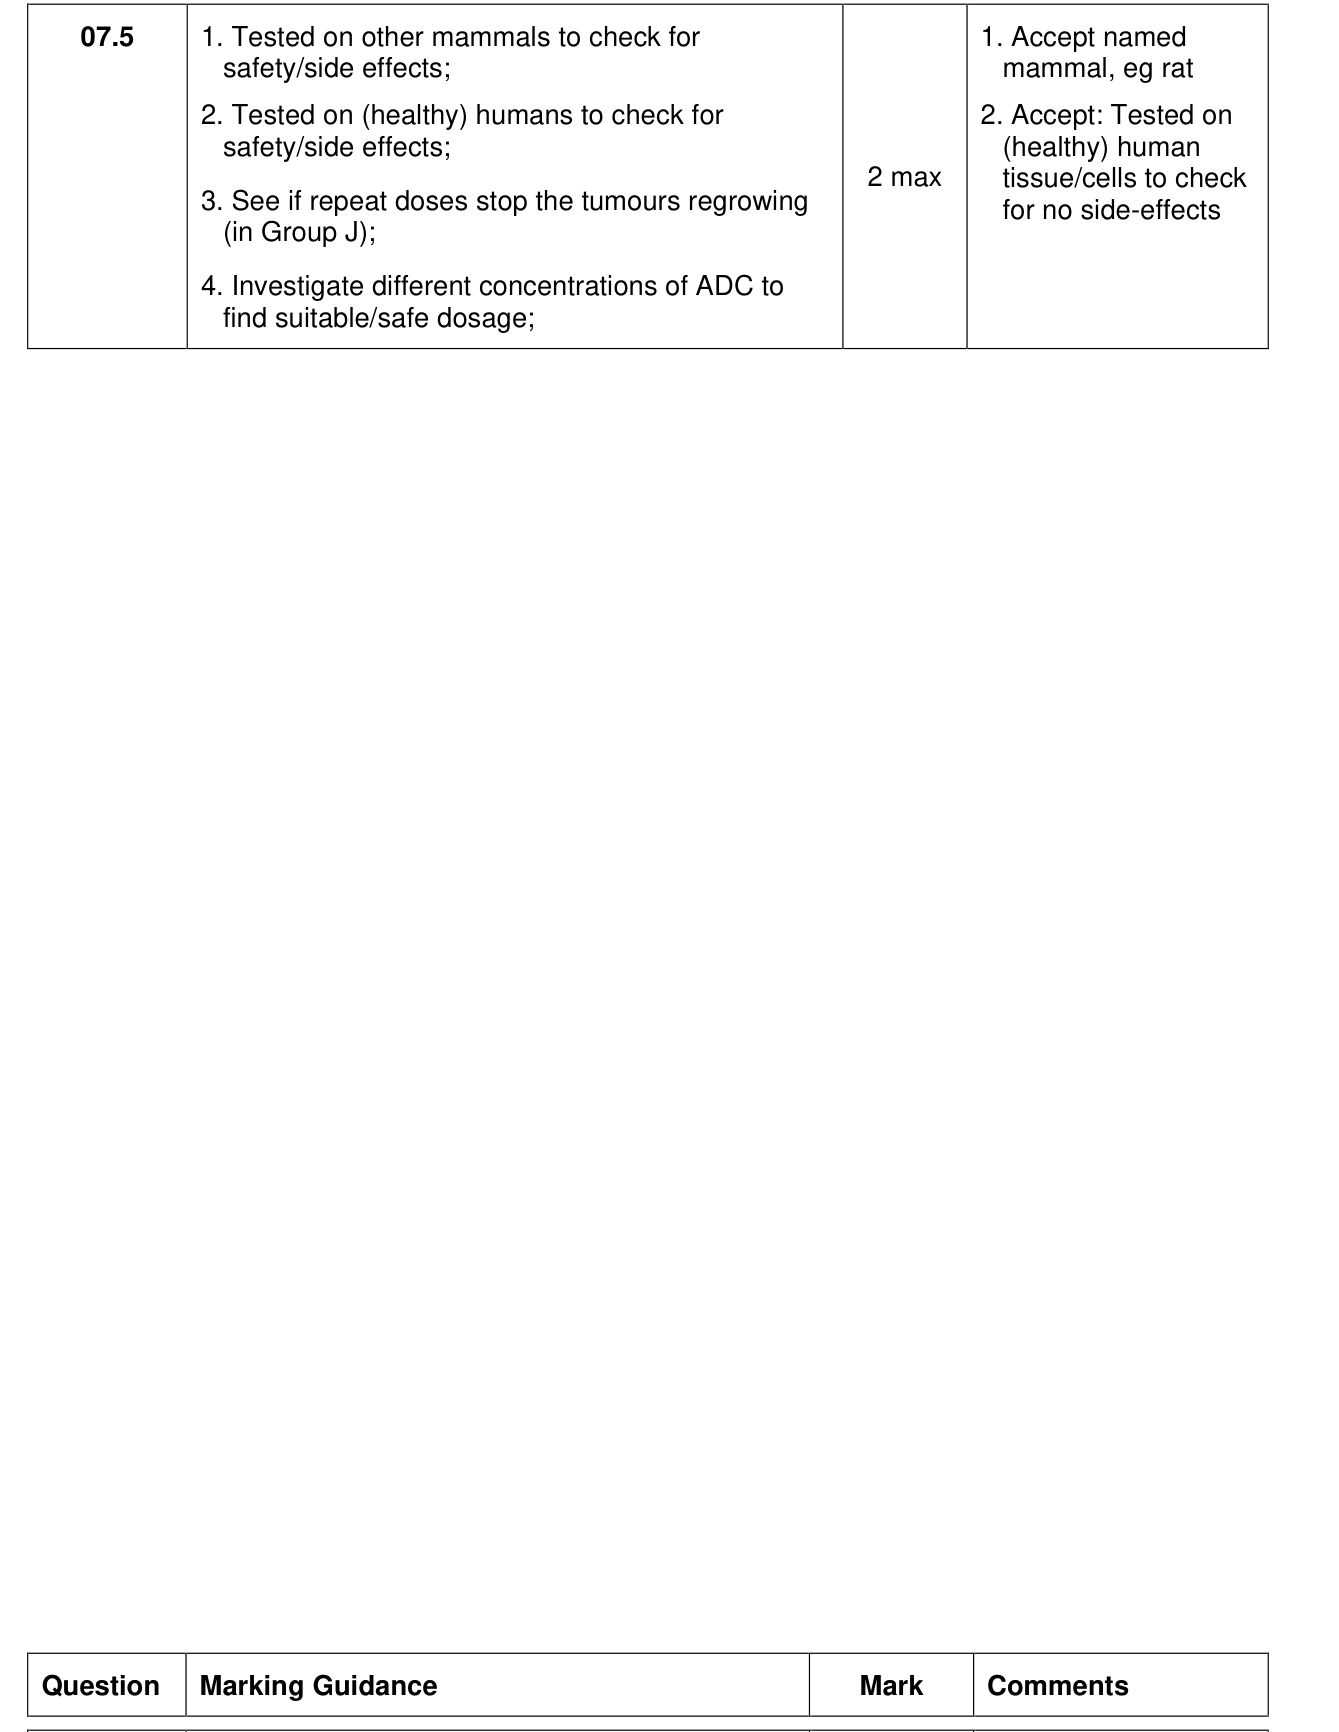 07.5
1. Tested on other mammals to check for
safety/side effects;
2. Tested on (healthy) humans to check for
safety/side effects;
3. See if repeat doses stop the tumours regrowing
(in Group J);
4. Investigate different concentrations of ADC to
find suitable/safe dosage;
2 max
1. Accept named
mammal, eg rat
2. Accept: Tested on
(healthy) human
tissue/cells to check
for no side-effects
Question Marking Guidance Mark Comments